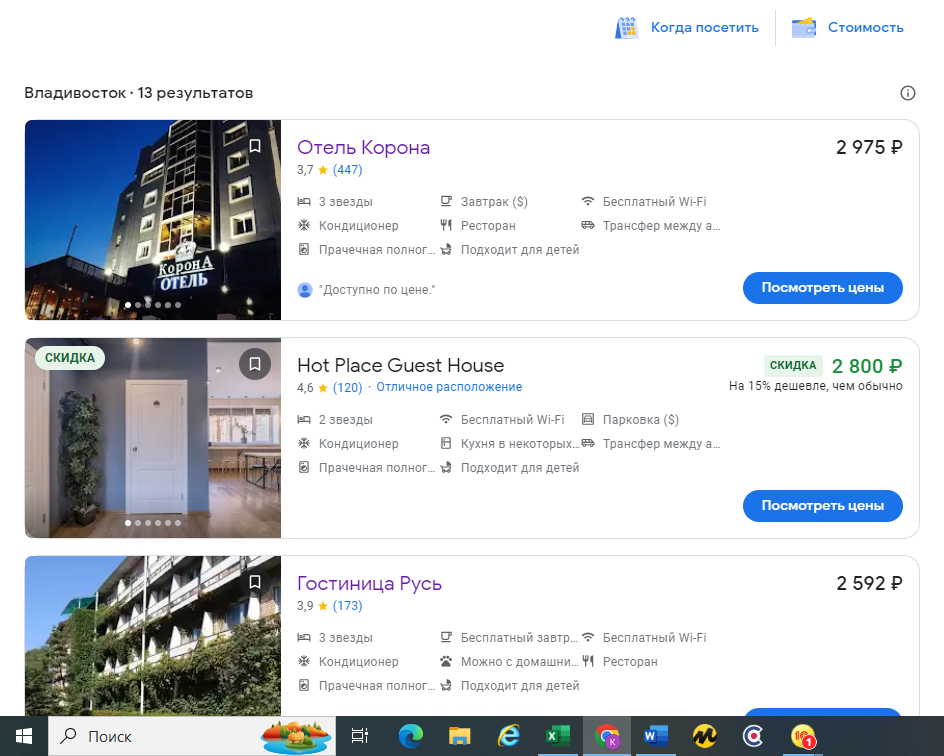 Когда посетить
Стоимость
Владивосток · 13 результатов
Отель Корона
2 975 ₽
3,7 ★ (447)
3 звезды
Завтрак ($)
Бесплатный Wi-Fi
Кондиционер
Ресторан
Трансфер между а...
Прачечная полног...
Подходит для детей
КоронА
ОТЕЛЬ
"Доступно по цене."
Посмотреть цены
СКИДКА
Hot Place Guest House
СКИДКА 2 800 ₽
4,6 ★ (120) · Отличное расположение
На 15% дешевле, чем обычно
2 звезды
Бесплатный Wi-Fi
Парковка ($)
Кондиционер
Кухня в некоторых...
Трансфер между а...
Прачечная полног...
Подходит для детей
Посмотреть цены
Гостиница Русь
2 592 ₽
3,9 ★ (173)
3 звезды
Бесплатный завтр...
Бесплатный Wi-Fi
Кондиционер
Можно с домашни...
Ресторан
Прачечная полног...
Подходит для детей
Поиск
X
K
W
1